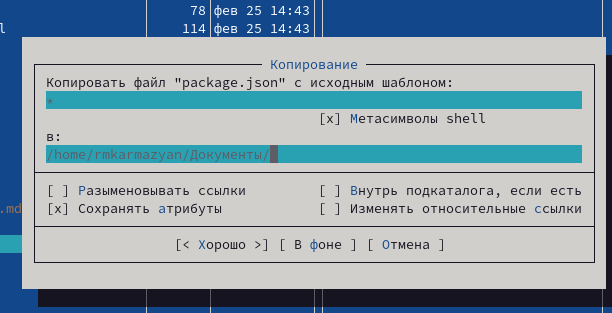 78 фев 25 14:43
l 114 фев 25 14:43
Копирование
Копировать файл "package.json" с исходным шаблоном:
*
[x] Метасимволы shell
в:
/home/rmkarmazyan/Документы/
[ ] Разыменовывать ссылки [ ] Внутрь подкаталога, если есть
.md [x] Сохранять атрибуты [ ] Изменять относительные ссылки
[< Хорошо >] [ В фоне ] [ Отмена ]